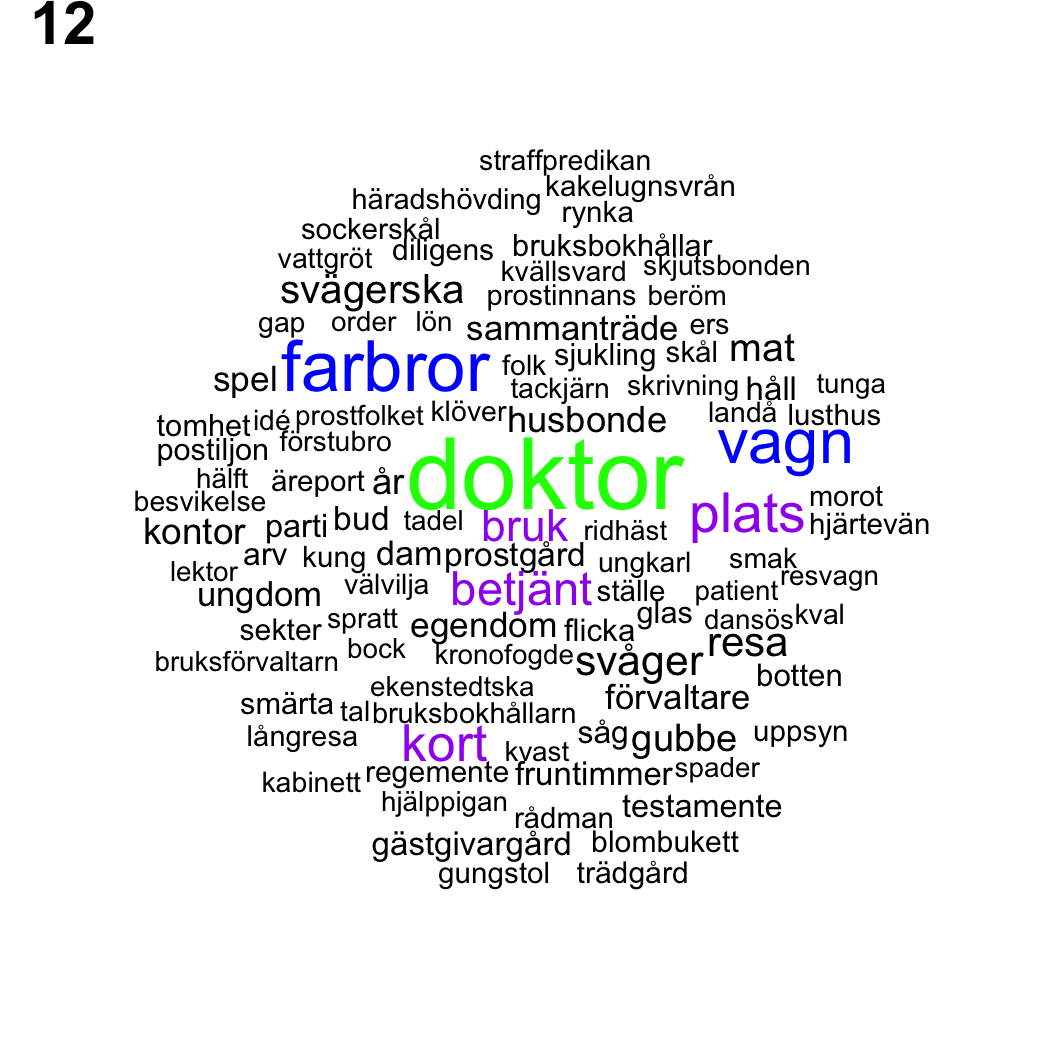 12
straffpredikan
häradshövding kakelugnsvrån
rynka
sockerskål
vattgröt diligens bruksbokhållar
kvällsvard skjutsbonden
svägerska prostinnans beröm
gap order lön sammanträde ers
farbror folk sjukling skål mat
spel tackjärn skrivning håll tunga
tomhet idé prostfolket klöver husbonde landå lusthus
postiljon förstubro vagn
hälft äreport år doktor
besvikelse plats morot
kontor parti bud tadel bruk ridhäst hjärtevän
arv kung dam prostgård ungkarl smak
lektor välvilja betjänt ställe patient resvagn
ungdom glas dansös kval
sekter spratt egendom flicka resa
bruksförvaltarn bock kronofogde svåger botten
ekenstedtska förvaltare
smärta tal bruksbokhållarn
långresa kort kvast såg gubbe uppsyn
kabinett regemente fruntimmer spader
hjälppigan rådman testamente
gästgivargård blombukett
gungstol trädgård